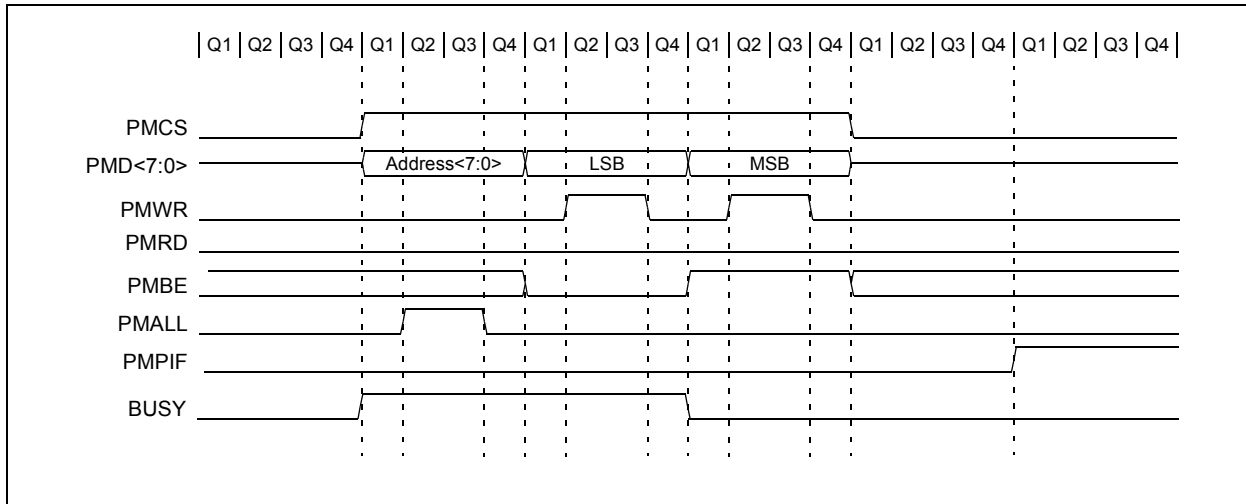 Q1 Q2 Q3 Q4 Q1 Q2 Q3 Q4 Q1 Q2 Q3 Q4 Q1 Q2 Q3 Q4 Q1 Q2 Q3 Q4 Q1 Q2 Q3 Q4
PMCS
PMD<7:0> Address<7:0> LSB MSB
PMWR
PMRD
PMBE
PMALL
PMPIF
BUSY